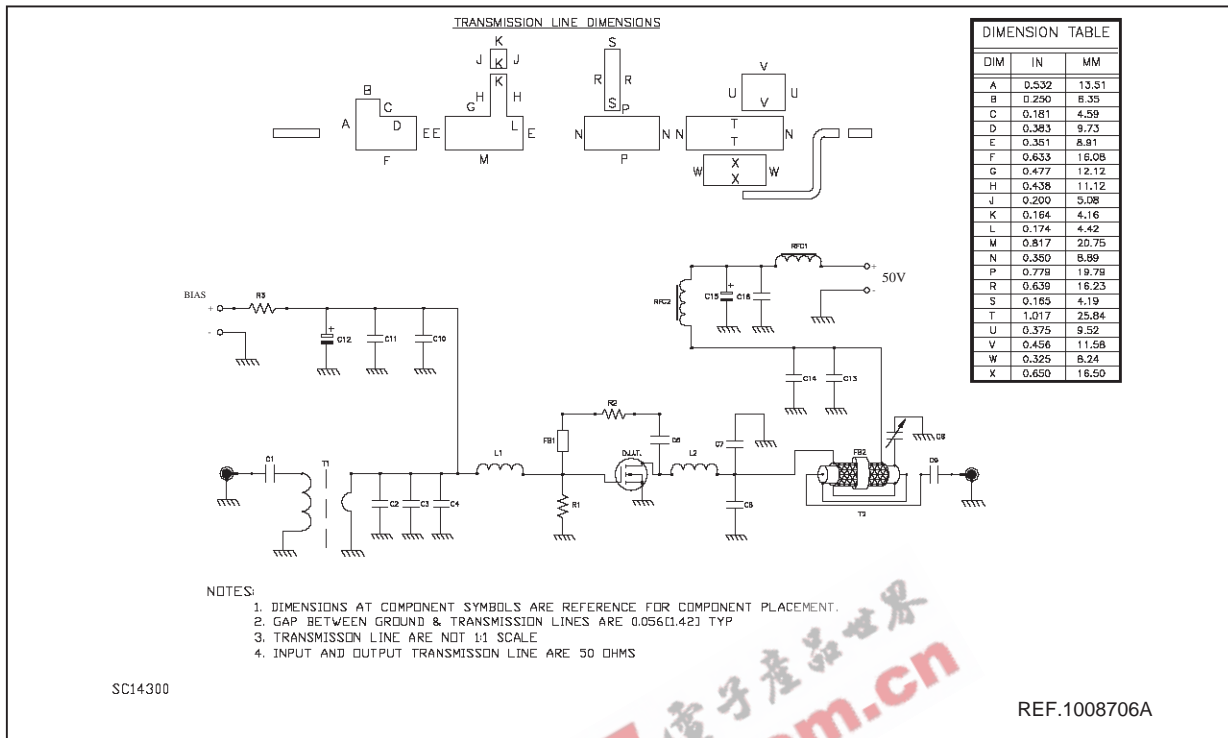 TRANSMISSION LINE DIMENSIONS
K
J K J
K
B
C
A D
F
G H H
E E L E
M
S
R R
S
P
N N
P
V
U U
V
T
N N
T
X
W W
X
DIMENSION TABLE
DIM IN MM
A 0.532 13.51
B 0.250 6.35
C 0.181 4.59
D 0.383 9.73
E 0.351 8.91
F 0.633 16.08
G 0.477 12.12
H 0.438 11.12
J 0.200 5.08
K 0.164 4.16
L 0.174 4.42
M 0.817 20.75
N 0.350 8.89
P 0.779 19.79
R 0.639 16.23
S 0.165 4.19
T 1.017 25.84
U 0.375 9.52
V 0.456 11.58
W 0.325 8.24
X 0.650 16.50
RFC1
+
50V
-
RFC2
+
C15 C16
BIAS
+
R3
-
+
C12 C11 C10
C14 C13
R2
FB1
C6
C7
C8
L1
D.U.T.
L2
FB2
C9
C1
T1
C2 C3 C4
R1
C5
T2
NOTES:
1. DIMENSIONS AT COMPONENT SYMBOLS ARE REFERENCE FOR COMPONENT PLACEMENT.
2. GAP BETWEEN GROUND & TRANSMISSION LINES ARE 0.056[1.42] TYP
3. TRANSMISSON LINE ARE NOT 1:1 SCALE
4. INPUT AND OUTPUT TRANSMISSON LINE ARE 50 OHMS
SC14300
REF.1008706A
電子產品世界
.cn